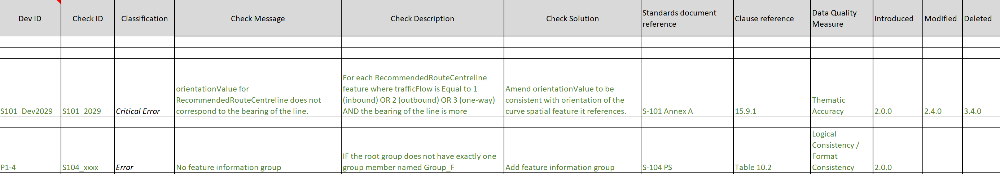 Dev ID
Check ID
Classification
Check Message
Check Description
Check Solution
Standards document
reference
Clause reference
Data Quality
Measure
Introduced
Modified
Deleted
S101_Dev2029
S101_2029
Critical Error
orientationValue for
RecommendedRouteCentreline does not
correspond to the bearing of the line.
For each RecommendedRouteCentreline
feature where trafficFlow is Equal to 1
(inbound) OR 2 (outbound) OR 3 (one-way)
AND the bearing of the line is more
Amend orientationValue to be
consistent with orientation of the
curve spatial feature it references.
S-101 Annex A
15.9.1
Thematic
Accuracy
2.0.0
2.4.0
3.4.0
P1-4
S104_xxxx
Error
No feature information group
IF the root group does not have exactly one
group member named Group_F
Add feature information group
S-104 PS
Table 10.2
Logical
Consistency /
Format
Consistency
2.0.0